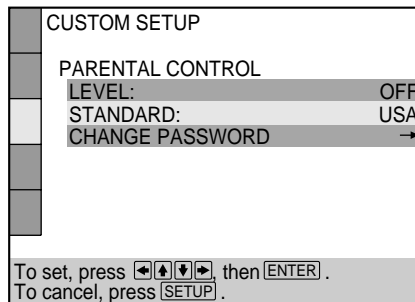 CUSTOM SETUP
PARENTAL CONTROL
LEVEL: OFF
STANDARD: USA
CHANGE PASSWORD →
To set, press ←↑↓→, then ENTER .
To cancel, press SETUP .